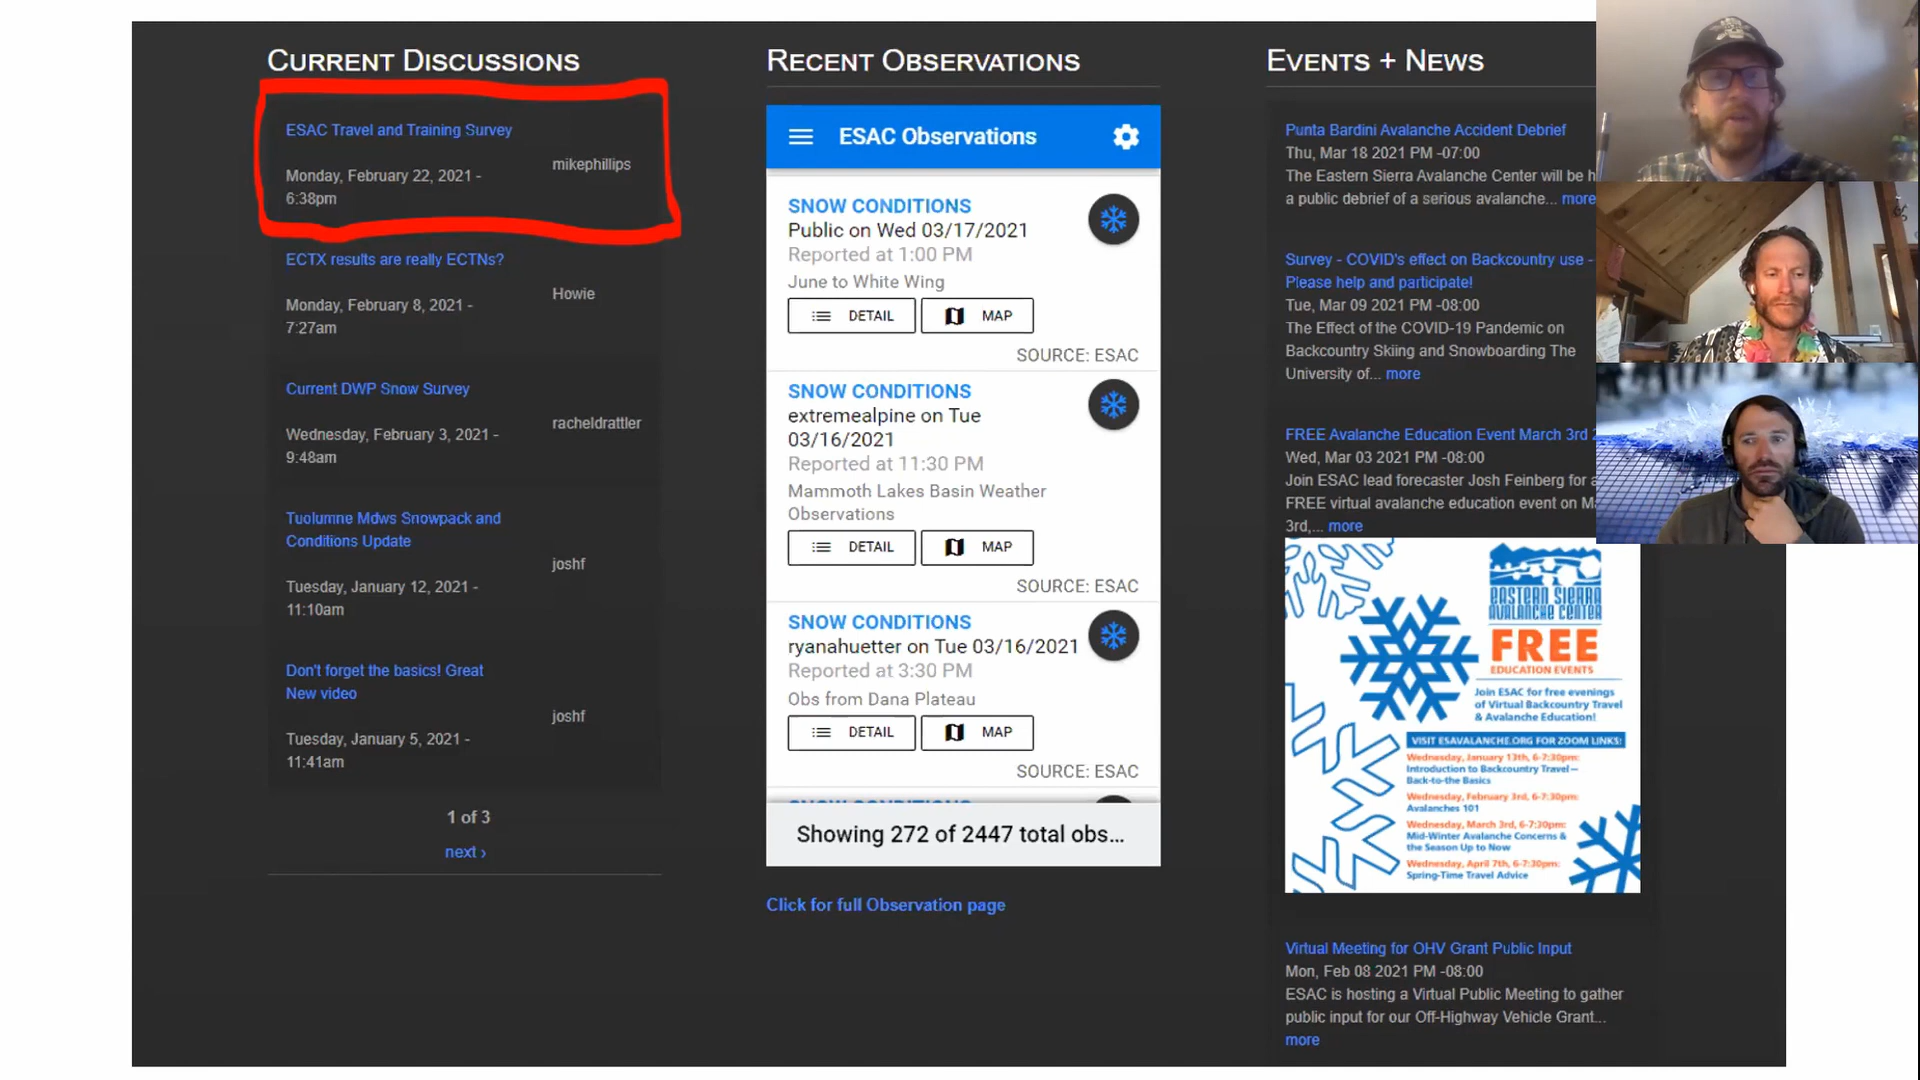 CURRENT DISCUSSIONS
ESAC Travel and Training Survey
Monday, February 22, 2021 -
6:38pm
mikephillips
ECTX results are really ECTNs?
Monday, February 8, 2021 -
7:27am
Howie
Current DWP Snow Survey
Wednesday, February 3, 2021 -
9:48am
racheldrattler
Tuolumne Mdws Snowpack and
Conditions Update
Tuesday, January 12, 2021 -
11:10am
joshf
Don't forget the basics! Great
New video
Tuesday, January 5, 2021 -
11:41am
joshf
1 of 3
next ›
RECENT OBSERVATIONS
ESAC Observations
SNOW CONDITIONS
Public on Wed 03/17/2021
Reported at 1:00 PM
June to White Wing
DETAIL MAP
SOURCE: ESAC
SNOW CONDITIONS
extremealpine on Tue
03/16/2021
Reported at 11:30 PM
Mammoth Lakes Basin Weather
Observations
DETAIL MAP
SOURCE: ESAC
SNOW CONDITIONS
ryanahuetter on Tue 03/16/2021
Reported at 3:30 PM
Obs from Dana Plateau
DETAIL MAP
SOURCE: ESAC
Showing 272 of 2447 total obs...
Click for full Observation page
EVENTS + NEWS
Punta Bardini Avalanche Accident Debrief
Thu, Mar 18 2021 PM -07:00
The Eastern Sierra Avalanche Center will be
a public debrief of a serious avalanche... more
Survey - COVID's effect on Backcountry use -
Please help and participate!
Tue, Mar 09 2021 PM -08:00
The Effect of the COVID-19 Pandemic on
Backcountry Skiing and Snowboarding The
University of... more
FREE Avalanche Education Event March 3rd
Wed, Mar 03 2021 PM -08:00
Join ESAC lead forecaster Josh Feinberg for
FREE virtual avalanche education event on
3rd,... more
EASTERN SIERRA
AVALANCHE CENTER
FREE
EDUCATION EVENTS
Join ESAC for free evenings
of Virtual Backcountry Travel
& Avalanche Education!
VISIT ESAVALANCHE.ORG FOR ZOOM LINKS!
Wednesday, January 13th, 6-7:30pm:
Introduction to Backcountry Travel—
Back-to-the Basics
Wednesday, February 3rd, 6-7:30pm:
Avalanches 101
Wednesday, March 3rd, 6-7:30pm:
Mid-Winter Avalanche Concerns &
the Season Up to Now
Wednesday, April 7th, 6-7:30pm:
Spring-Time Travel Advice
Virtual Meeting for OHV Grant Public Input
Mon, Feb 08 2021 PM -08:00
ESAC is hosting a Virtual Public Meeting to gather
public input for our Off-Highway Vehicle Grant...
more